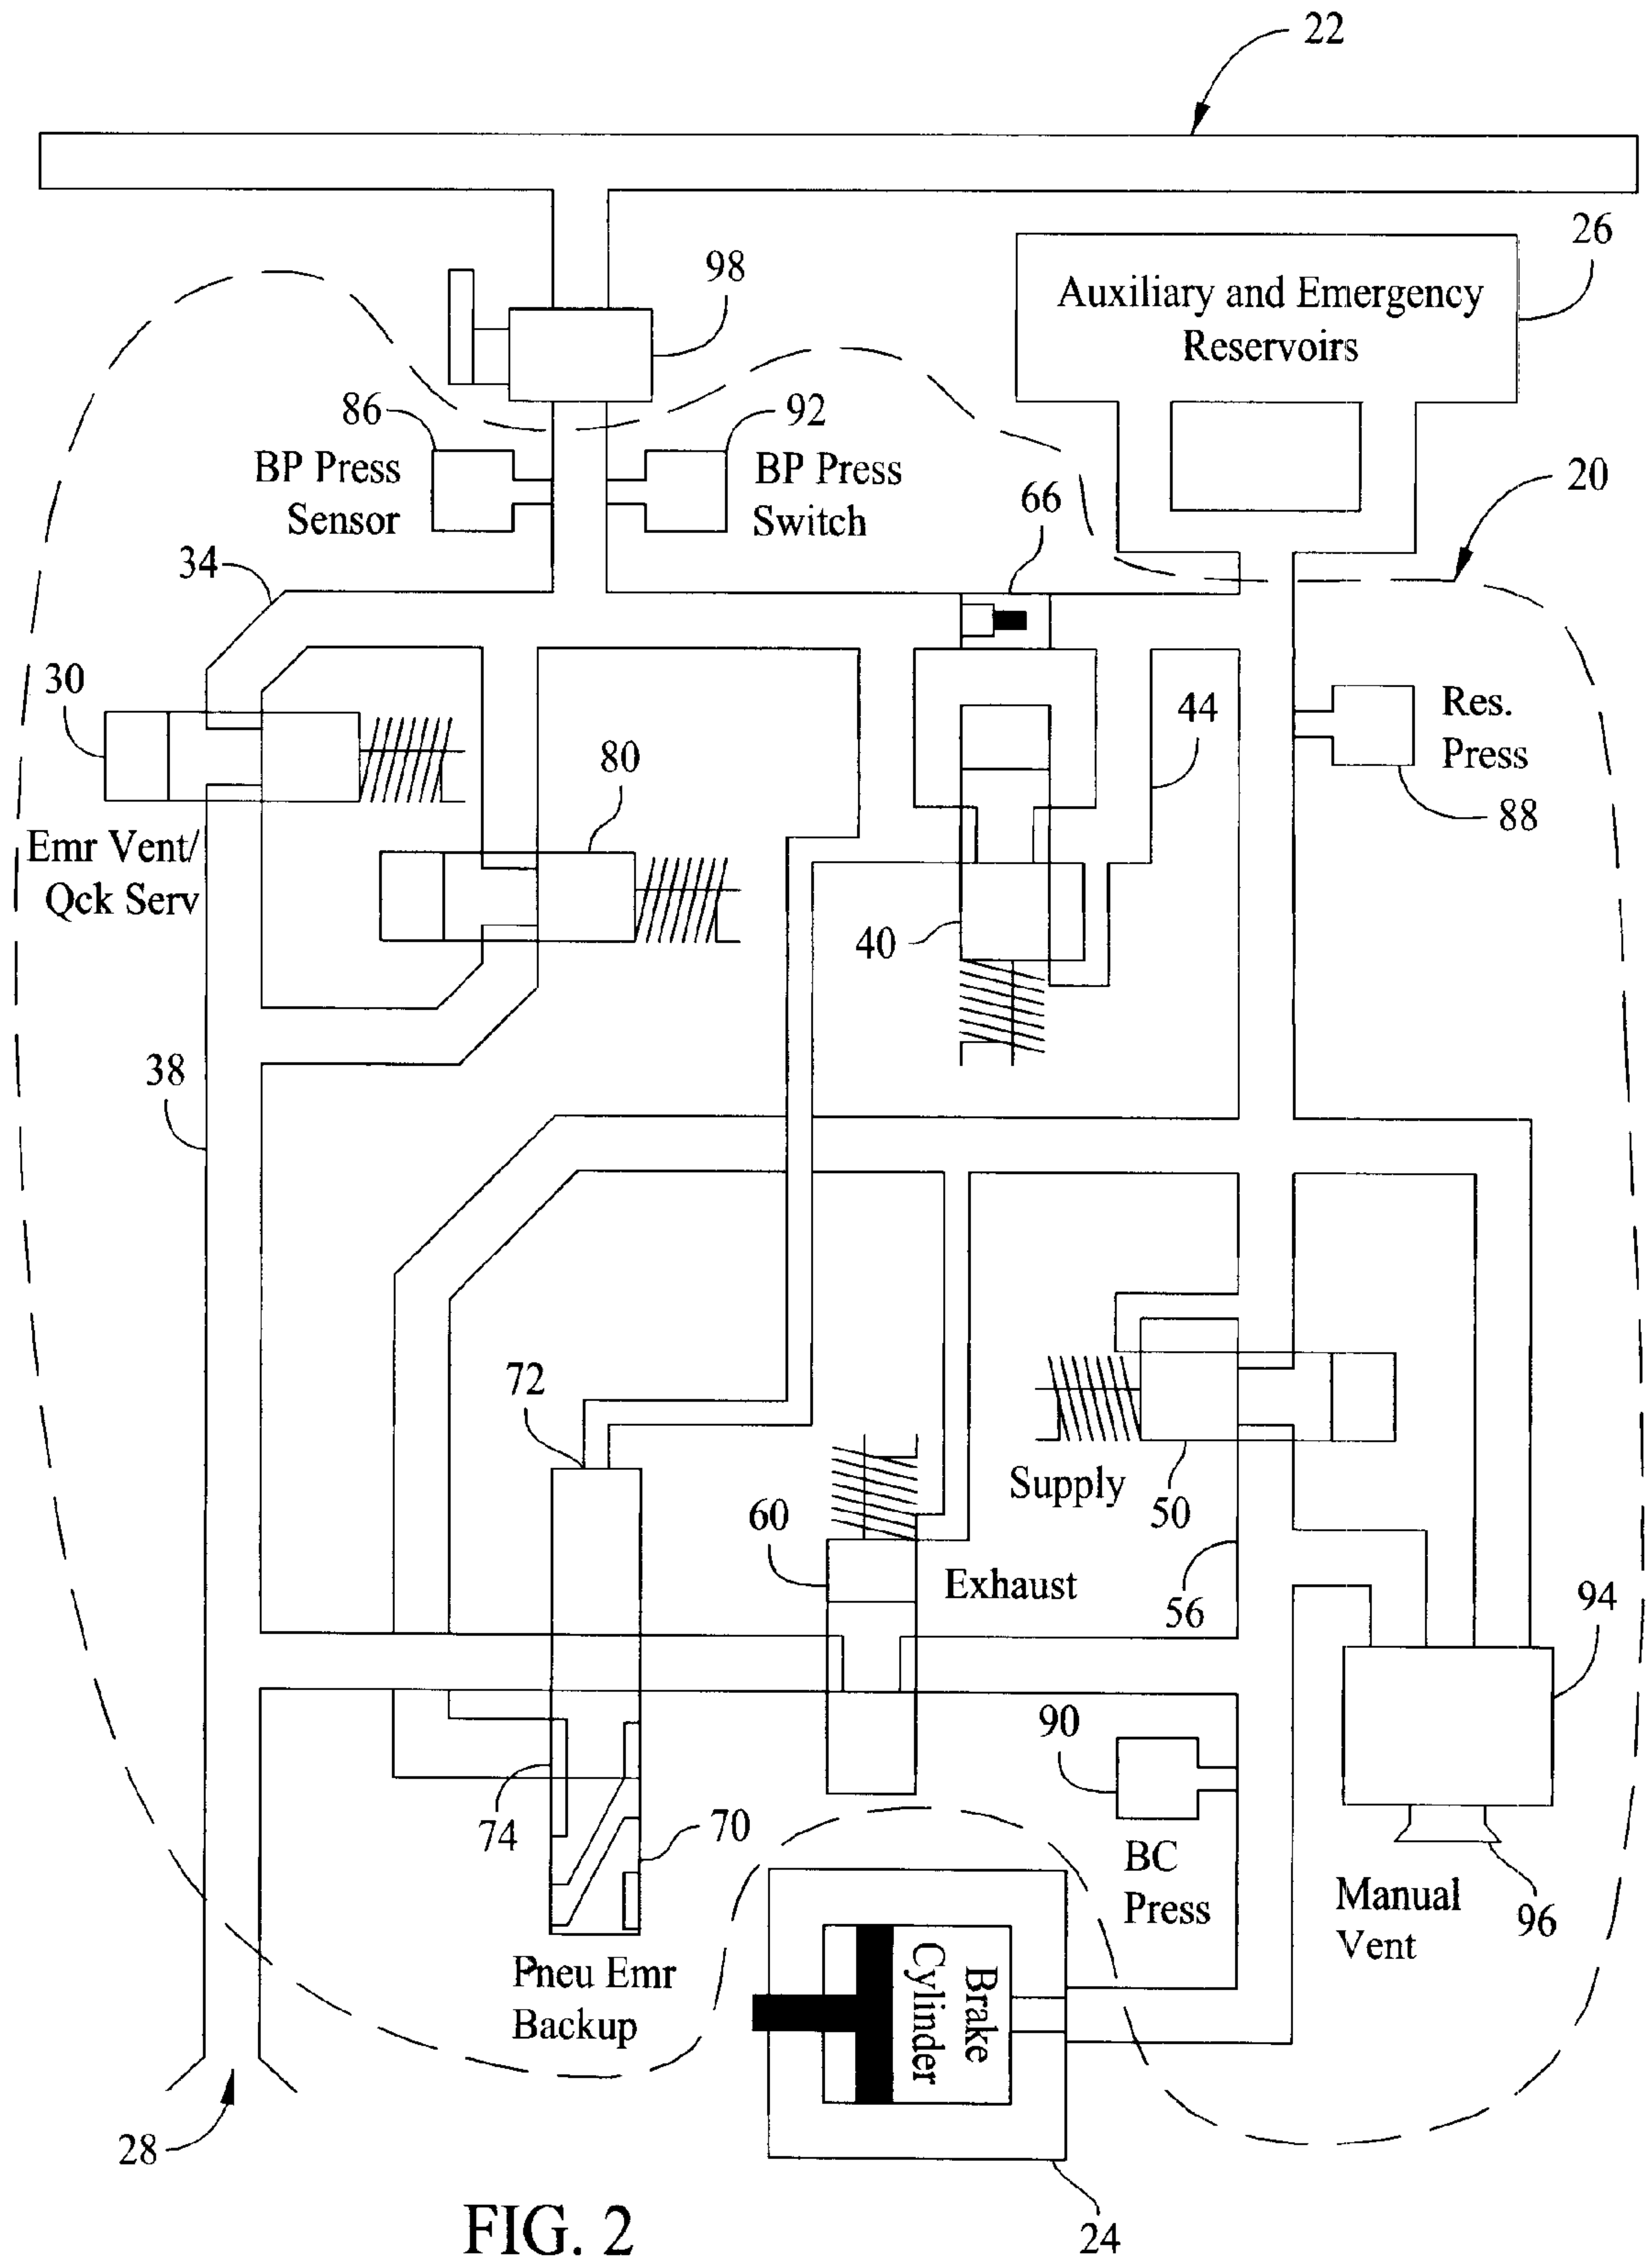 22
26
Auxiliary and Emergency
Reservoirs
98
86
92
BP Press
Sensor
BP Press
Switch
66
20
34
30
44
Res.
Press
88
80
Emr Vent/
Qck Serv
40
38
72
Supply
50
60
Exhaust
56
94
90
74
70
BC
Press
Manual
Vent
96
Pneu Emr
Backup
Brake
Cylinder
28
24
FIG. 2